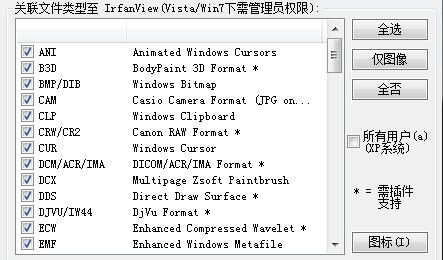 关联文件类型至 IrfanView(Vista/Win7下需管理员权限):
ANI Animated Windows Cursors
B3D BodyPaint 3D Format *
BMP/DIB Windows Bitmap
CAM Casio Camera Format (JPG on...
CLP Windows Clipboard
CRW/CR2 Canon RAW Format *
CUR Windows Cursor
DCM/ACR/IMA DICOM/ACR/IMA Format *
DCX Multipage Zsoft Paintbrush
DDS Direct Draw Surface *
DJVU/IW44 DjVu Format *
ECW Enhanced Compressed Wavelet *
EMF Enhanced Windows Metafile
全选
仅图像
全否
所有用户(a)
(XP系统)
* = 需插件
支持
图标(I)